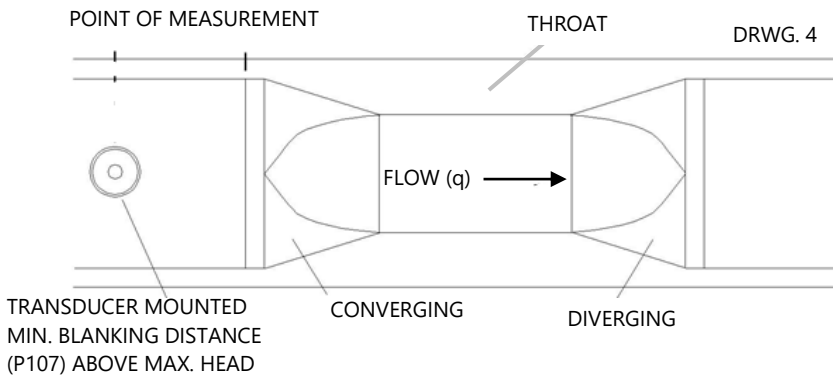 POINT OF MEASUREMENT
THROAT
DRWG. 4
FLOW (q)
TRANSDUCER MOUNTED
MIN. BLANKING DISTANCE
(P107) ABOVE MAX. HEAD
CONVERGING
DIVERGING